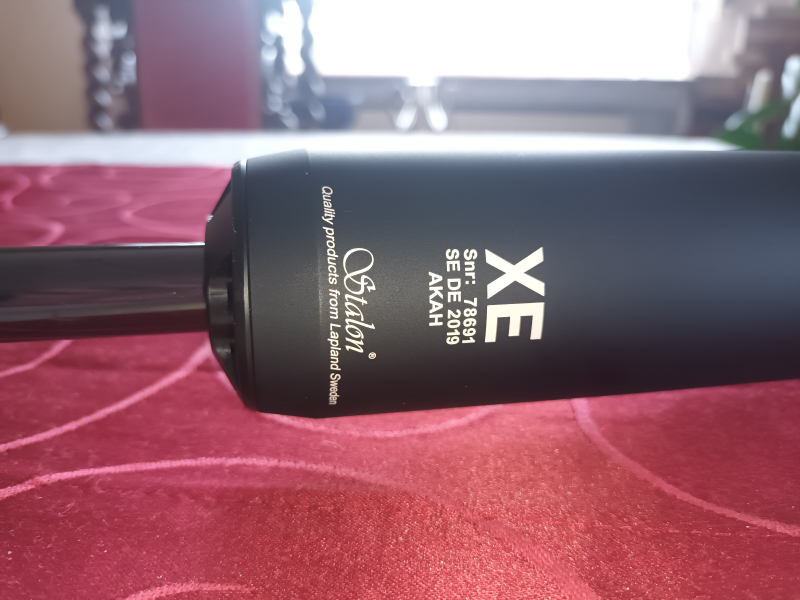 XE
Snr: 78691
SE DE 2019
AKAH
Stalon®
Quality products from Lapland Sweden